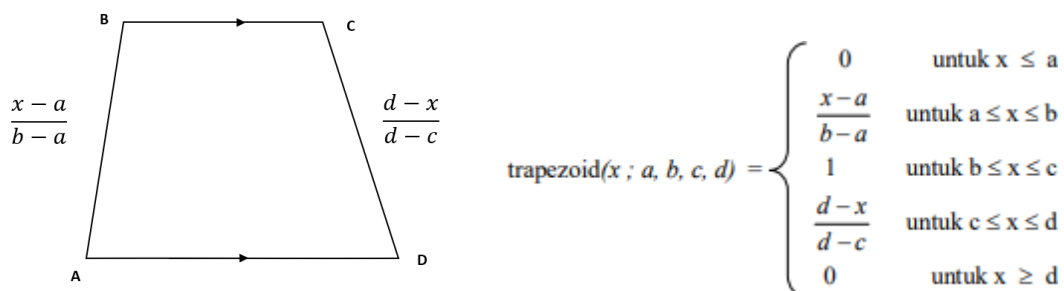 B
C
A
D
x − a
b − a
d − x
d − c
trapezoid(x ; a, b, c, d) =
0 untuk x ≤ a
x − a
b − a
untuk a ≤ x ≤ b
1 untuk b ≤ x ≤ c
d − x
d − c
untuk c ≤ x ≤ d
0 untuk x ≥ d